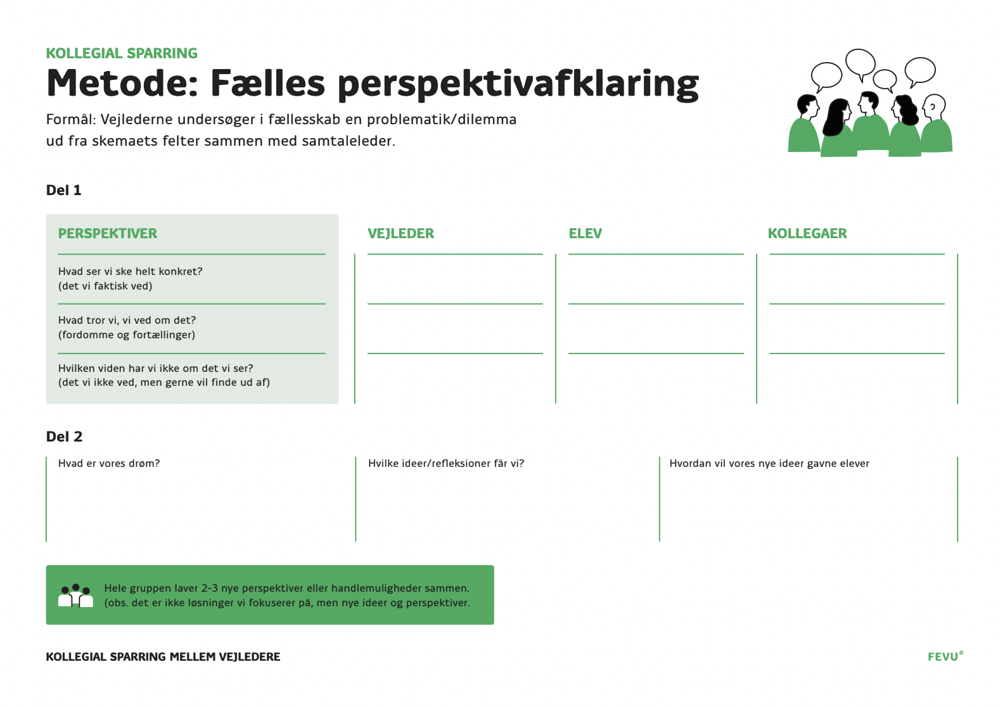 KOLLEGIAL SPARRING
Metode: Fælles perspektivafklaring
Formål: Vejlederne undersøger i fællesskab en problematik/dilemma
ud fra skemaets felter sammen med samtaleleder.
Del 1
PERSPEKTIVER
VEJLEDER
ELEV
KOLLEGAER
Hvad ser vi ske helt konkret?
(det vi faktisk ved)
Hvad tror vi, vi ved om det?
(fordomme og fortællinger)
Hvilken viden har vi ikke om det vi ser?
(det vi ikke ved, men gerne vil finde ud af)
Del 2
Hvad er vores drøm?
Hvilke ideer/refleksioner får vi?
Hvordan vil vores nye ideer gavne elever
Hele gruppen laver 2-3 nye perspektiver eller handlemuligheder sammen.
(obs. det er ikke løsninger vi fokuserer på, men nye ideer og perspektiver.
KOLLEGIAL SPARRING MELLEM VEJLEDERE
FEVU°